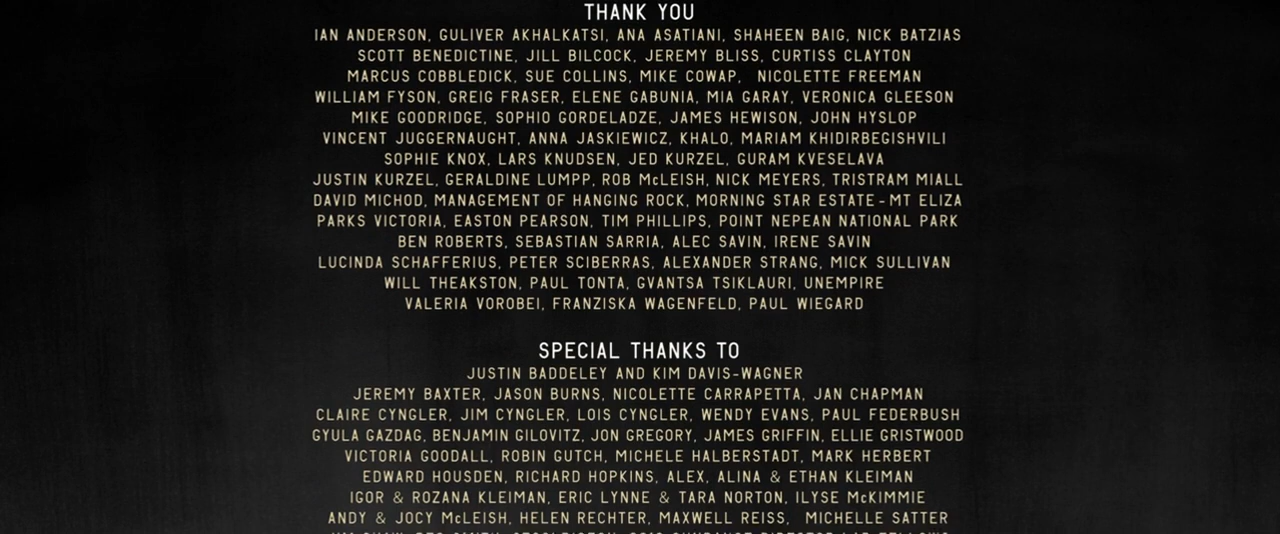 THANK YOU
IAN ANDERSON, GULIVER AKHALKATSI, ANA ASATIANI, SHAHEEN BAIG, NICK BATZIAS
SCOTT BENEDICTINE, JILL BILCOCK, JEREMY BLISS, CURTISS CLAYTON
MARCUS COBBLEDICK, SUE COLLINS, MIKE COWAP, NICOLETTE FREEMAN
WILLIAM FYSON, GREIG FRASER, ELENE GABUNIA, MIA GARAY, VERONICA GLEESON
MIKE GOODRIDGE, SOPHIO GORDELADZE, JAMES HEWISON, JOHN HYSLOP
VINCENT JUGGERNAUGHT, ANNA JASKIEWICZ, KHALO, MARIAM KHIDIRBEGISHVILI
SOPHIE KNOX, LARS KNUDSEN, JED KURZEL, GURAM KVESELAVA
JUSTIN KURZEL, GERALDINE LUMPP, ROB McLEISH, NICK MEYERS, TRISTRAM MIALL
DAVID MICHOD, MANAGEMENT OF HANGING ROCK, MORNING STAR ESTATE - MT ELIZA
PARKS VICTORIA, EASTON PEARSON, TIM PHILLIPS, POINT NEPEAN NATIONAL PARK
BEN ROBERTS, SEBASTIAN SARRIA, ALEC SAVIN, IRENE SAVIN
LUCINDA SCHAFFERIUS, PETER SCIBERRAS, ALEXANDER STRANG, MICK SULLIVAN
WILL THEAKSTON, PAUL TONTA, GVANTSA TSIKLAURI, UNEMPIRE
VALERIA VOROBEI, FRANZISKA WAGENFELD, PAUL WIEGARD
SPECIAL THANKS TO
JUSTIN BADDELEY AND KIM DAVIS-WAGNER
JEREMY BAXTER, JASON BURNS, NICOLETTE CARRAPETTA, JAN CHAPMAN
CLAIRE CYNGLER, JIM CYNGLER, LOIS CYNGLER, WENDY EVANS, PAUL FEDERBUSH
GYULA GAZDAG, BENJAMIN GILOVITZ, JON GREGORY, JAMES GRIFFIN, ELLIE GRISTWOOD
VICTORIA GOODALL, ROBIN GUTCH, MICHELE HALBERSTADT, MARK HERBERT
EDWARD HOUSDEN, RICHARD HOPKINS, ALEX, ALINA & ETHAN KLEIMAN
IGOR & ROZANA KLEIMAN, ERIC LYNNE & TARA NORTON, ILYSE McKIMMIE
ANDY & JOCY McLEISH, HELEN RECHTER, MAXWELL REISS, MICHELLE SATTER